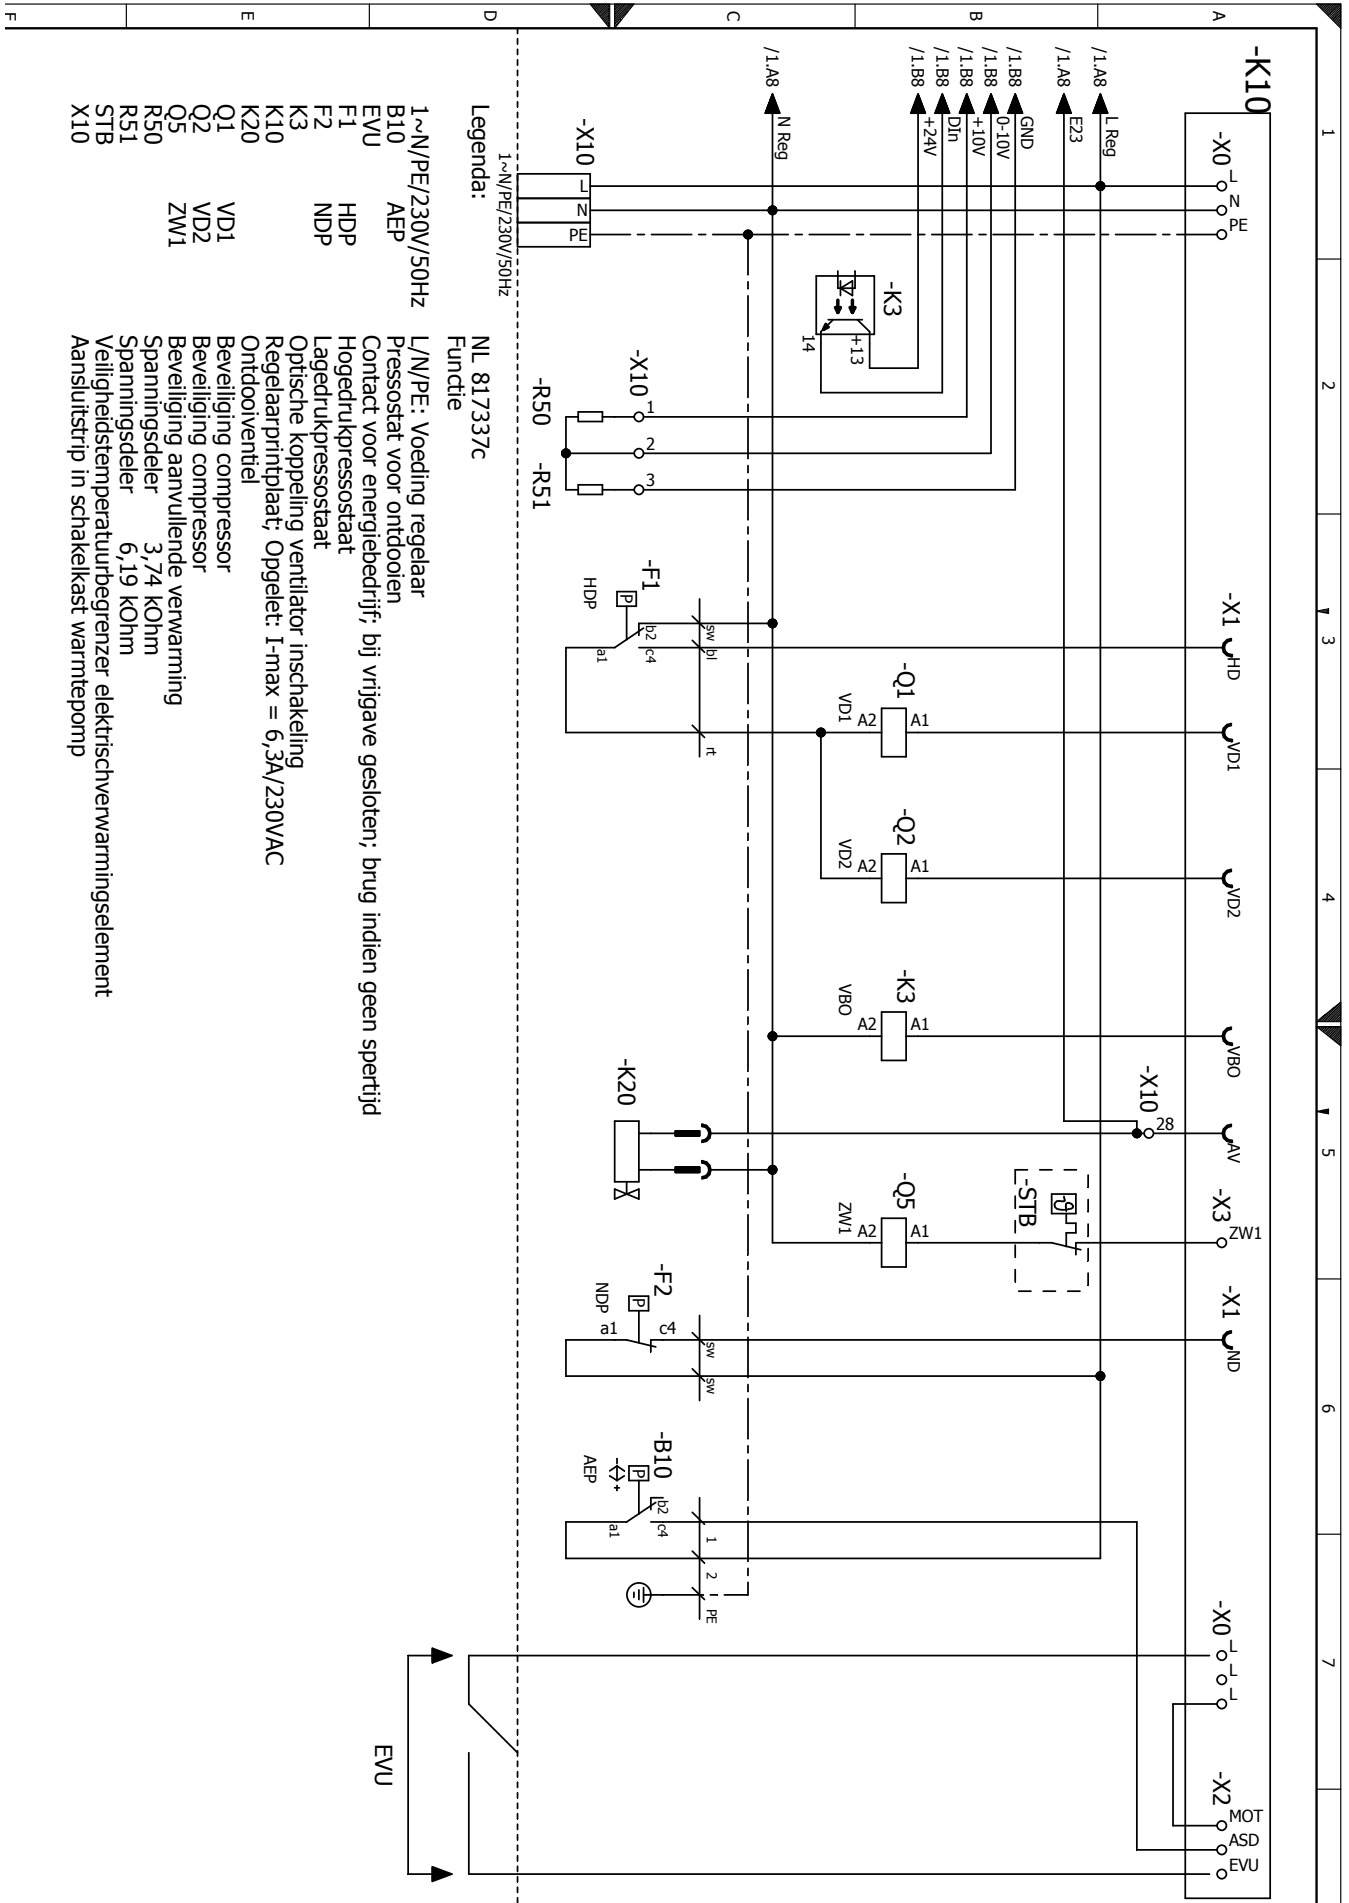 1
2
3
4
5
6
7
A
B
C
D
E
F
-K10
-X0
L
N
PE
-X1
HD
VD1
VD2
VBO
AV
-X3
ZW1
-X1
ND
-X0
L
L
L
-X2
MOT
ASD
EVU
/1.A8
L Reg
/1.A8
E23
/1.B8
GND
/1.B8
0-10V
/1.B8
+10V
/1.B8
DIn
/1.B8
+24V
/1.A8
N Reg
-K3
+13
14
-X10
1
2
3
-R50
-R51
-Q1
VD1
A2
A1
-Q2
VD2
A2
A1
-K3
VBO
A2
A1
-X10
28
-Q5
ZW1
A2
A1
-STB
ϑ
-F1
P
HDP
b2
c4
a1
sw
bl
rt
-K20
-F2
P
NDP
a1
c4
sw
sw
-B10
P
AEP
- +
b2
c4
a1
1
2
PE
-X10
L
N
PE
1~N/PE/230V/50Hz
EVU
Legenda:
NL 817337c
Functie
1~N/PE/230V/50Hz L/N/PE: Voeding regelaar
B10 AEP Pressostat voor ontdooien
EVU Contact voor energiebedrijf; bij vrijgave gesloten; brug indien geen spertijd
F1 HDP Hogedrukpressostaat
F2 NDP Lagedrukpressostaat
K3 Optische koppeling ventilator inschakeling
K10 Regelaarprintplaat; Opgelet: I-max = 6,3A/230VAC
K20 Ontdooiventiel
Q1 VD1 Beveiliging compressor
Q2 VD2 Beveiliging compressor
Q5 ZW1 Beveiliging aanvullende verwarming
R50 Spanningsdeler 3,74 kOhm
R51 Spanningsdeler 6,19 kOhm
STB Veiligheidstemperatuurbegrenzer elektrischverwarmingselement
X10 Aansluitstrip in schakelkast warmtepomp